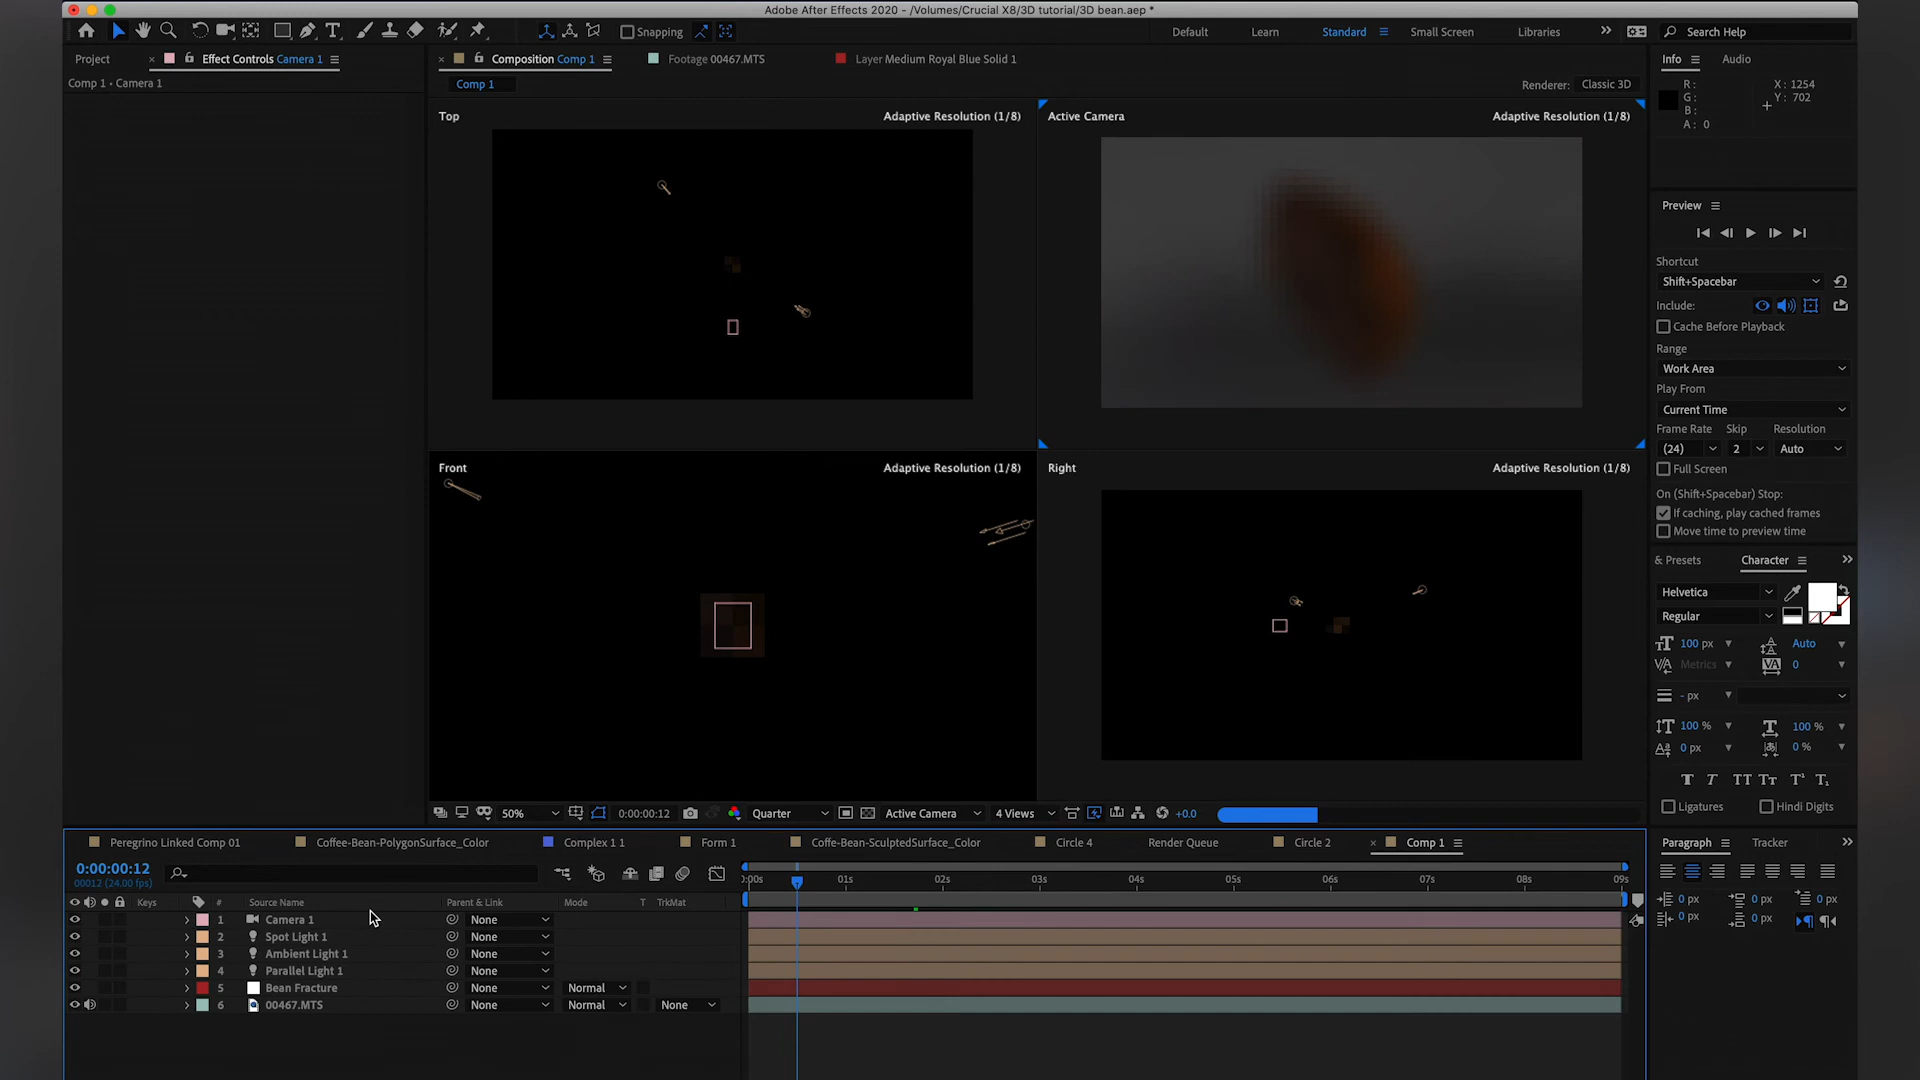 Adobe After Effects 2020 - /Volumes/Crucial X8/3D tutorial/3D bean.aep *
Snapping
Default Learn Standard Small Screen Libraries Search Help
Project Effect Controls Camera 1 Composition Comp 1 Footage 00467.MTS Layer Medium Royal Blue Solid 1 Info Audio
Comp 1 • Camera 1 Comp 1 Renderer: Classic 3D
R: X: 1254
G: Y: 702
B:
A: 0
Top Adaptive Resolution (1/8) Active Camera Adaptive Resolution (1/8)
Preview
Shortcut
Shift+Spacebar
Include:
Cache Before Playback
Range
Work Area
Play From
Current Time
Frame Rate Skip Resolution
(24) 2 Auto
Full Screen
Front Adaptive Resolution (1/8) Right Adaptive Resolution (1/8)
On (Shift+Spacebar) Stop:
If caching, play cached frames
Move time to preview time
& Presets Character
Helvetica
Regular
100 px Auto
Metrics 0
- px
100 % 100 %
0 px 0 %
T T TT Tт T¹ T₁
Ligatures Hindi Digits
50% 0:00:00:12 Quarter Active Camera 4 Views +0.0
Peregrino Linked Comp 01 Coffee-Bean-PolygonSurface_Color Complex 1 1 Form 1 Coffe-Bean-SculptedSurface_Color Circle 4 Render Queue Circle 2 Comp 1
Paragraph Tracker
0:00:00:12
00012 (24.00 fps)
):00s 01s 02s 03s 04s 05s 06s 07s 08s 09s
Keys # Source Name Parent & Link Mode T TrkMat
1 Camera 1 None
2 Spot Light 1 None
3 Ambient Light 1 None
4 Parallel Light 1 None
5 Bean Fracture None Normal
6 00467.MTS None Normal None
0 px 0 px 0 px
0 px 0 px